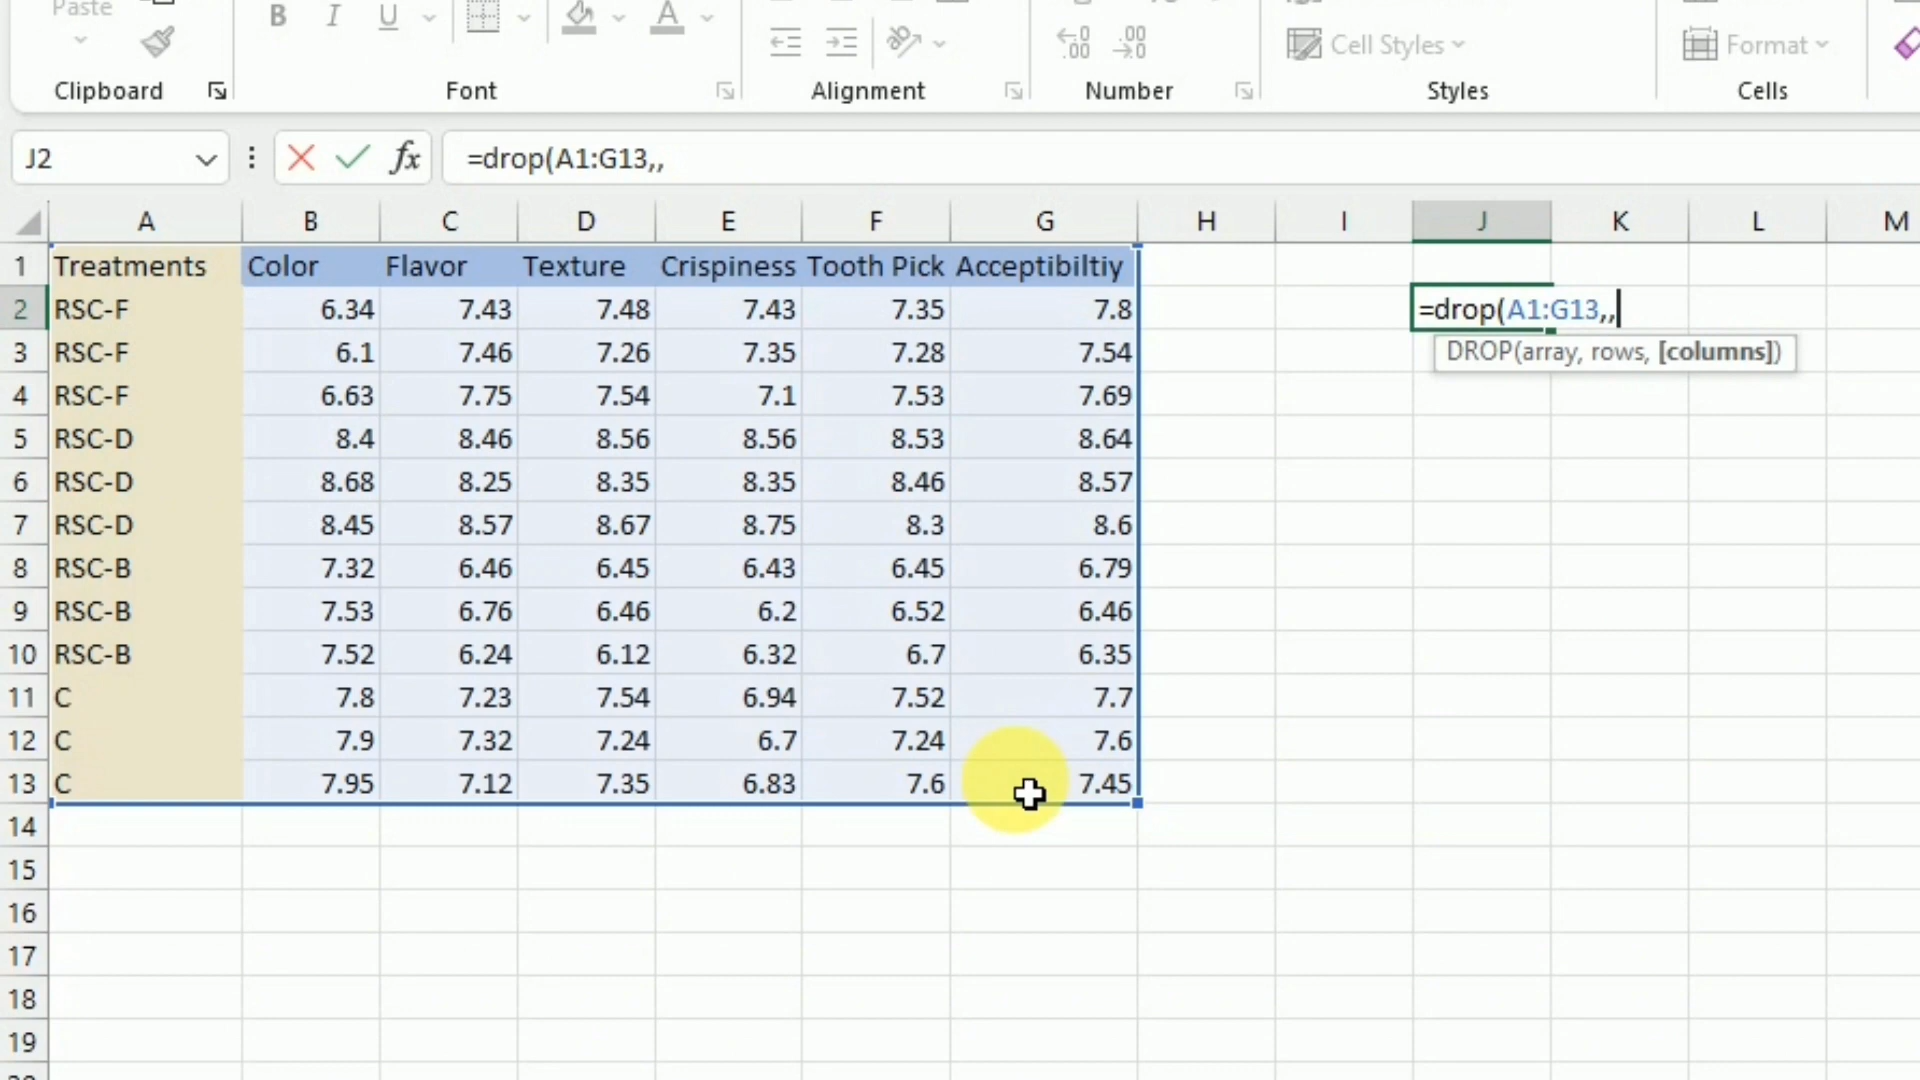 Paste
B I U A
Cell Styles
Format
Clipboard Font Alignment Number Styles Cells
J2 fx =drop(A1:G13,,
A B C D E F G H I J K L M
1 Treatments Color Flavor Texture Crispiness Tooth Pick Acceptibiltiy
2 RSC-F 6.34 7.43 7.48 7.43 7.35 7.8 =drop(A1:G13,,
3 RSC-F 6.1 7.46 7.26 7.35 7.28 7.54 DROP(array, rows, [columns])
4 RSC-F 6.63 7.75 7.54 7.1 7.53 7.69
5 RSC-D 8.4 8.46 8.56 8.56 8.53 8.64
6 RSC-D 8.68 8.25 8.35 8.35 8.46 8.57
7 RSC-D 8.45 8.57 8.67 8.75 8.3 8.6
8 RSC-B 7.32 6.46 6.45 6.43 6.45 6.79
9 RSC-B 7.53 6.76 6.46 6.2 6.52 6.46
10 RSC-B 7.52 6.24 6.12 6.32 6.7 6.35
11 C 7.8 7.23 7.54 6.94 7.52 7.7
12 C 7.9 7.32 7.24 6.7 7.24 7.6
13 C 7.95 7.12 7.35 6.83 7.6 7.45
14
15
16
17
18
19